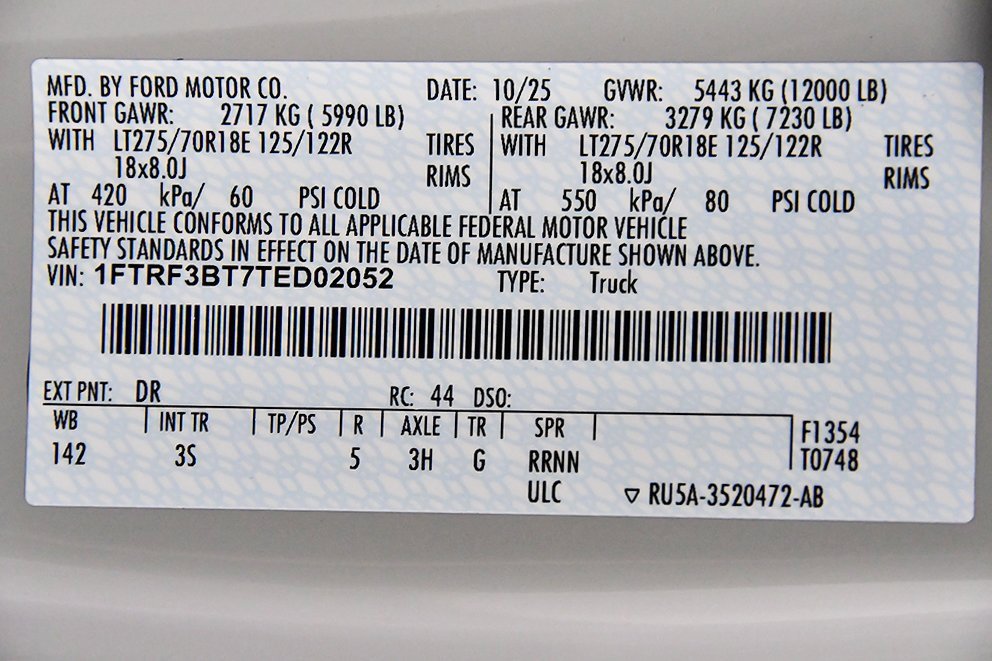 MFD. BY FORD MOTOR CO. DATE: 10/25 GVWR: 5443 KG (12000 LB)
FRONT GAWR: 2717 KG ( 5990 LB) REAR GAWR: 3279 KG ( 7230 LB)
WITH LT275/70R18E 125/122R TIRES WITH LT275/70R18E 125/122R TIRES
18x8.0J RIMS 18x8.0J RIMS
AT 420 kPa/ 60 PSI COLD AT 550 kPa/ 80 PSI COLD
THIS VEHICLE CONFORMS TO ALL APPLICABLE FEDERAL MOTOR VEHICLE
SAFETY STANDARDS IN EFFECT ON THE DATE OF MANUFACTURE SHOWN ABOVE.
VIN: 1FTRF3BT7TED02052 TYPE: Truck
EXT PNT: DR RC: 44 DSO:
WB INT TR TP/PS R AXLE TR SPR F1354
142 3S 5 3H G RRNN T0748
ULC ▽ RU5A-3520472-AB